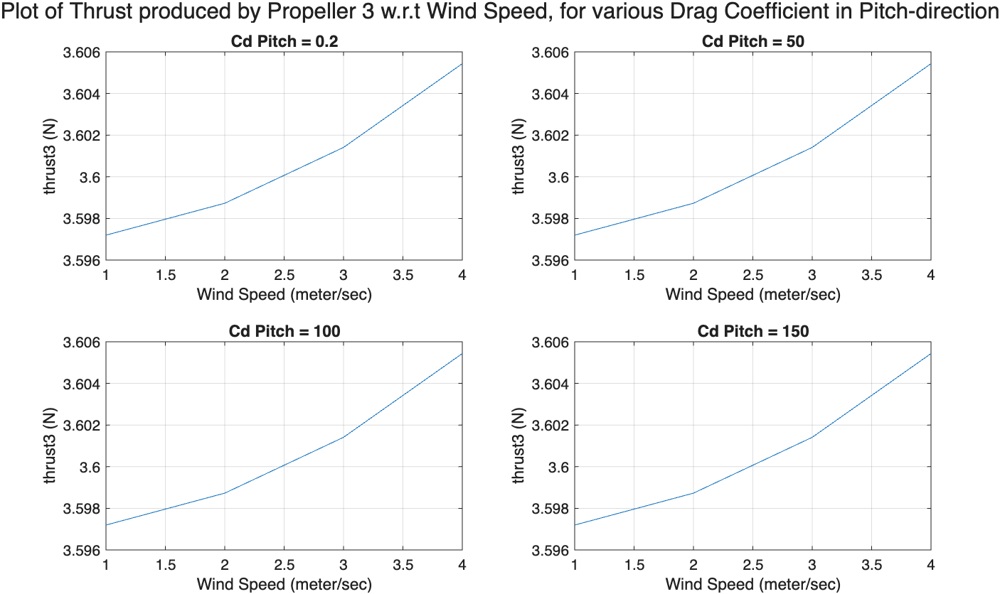 Plot of Thrust produced by Propeller 3 w.r.t Wind Speed, for various Drag Coefficient in Pitch-direction
Cd Pitch = 0.2
3.606
3.604
3.602
3.6
3.598
3.596
thrust3 (N)
1 1.5 2 2.5 3 3.5 4
Wind Speed (meter/sec)
Cd Pitch = 50
3.606
3.604
3.602
3.6
3.598
3.596
thrust3 (N)
1 1.5 2 2.5 3 3.5 4
Wind Speed (meter/sec)
Cd Pitch = 100
3.606
3.604
3.602
3.6
3.598
3.596
thrust3 (N)
1 1.5 2 2.5 3 3.5 4
Wind Speed (meter/sec)
Cd Pitch = 150
3.606
3.604
3.602
3.6
3.598
3.596
thrust3 (N)
1 1.5 2 2.5 3 3.5 4
Wind Speed (meter/sec)